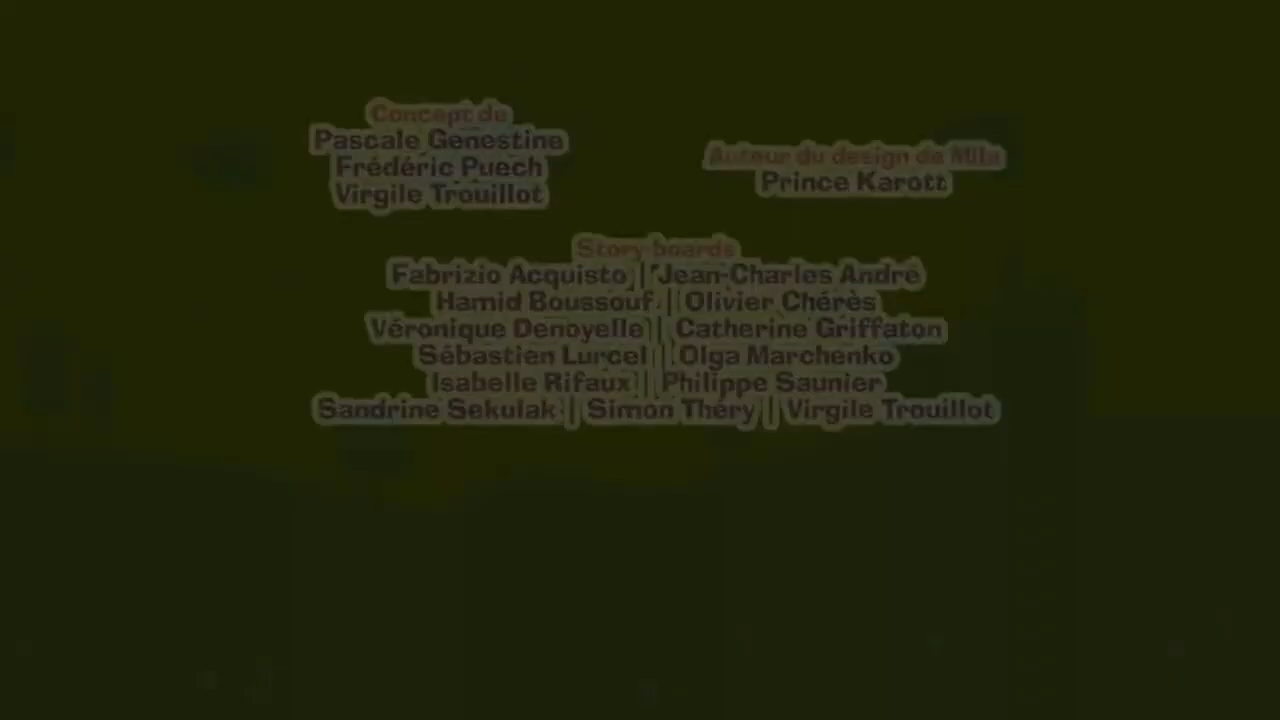 Concept de
Pascale Genestine
Frédéric Puech
Virgile Trouillot
Auteur du design de Mila
Prince Karott
Story-boards
Fabrizio Acquisto | Jean-Charles André
Hamid Boussouf | Olivier Chérès
Véronique Denoyelle | Catherine Griffaton
Sébastien Lurcel | Olga Marchenko
Isabelle Rifaux | Philippe Saunier
Sandrine Sekulak | Simon Théry | Virgile Trouillot